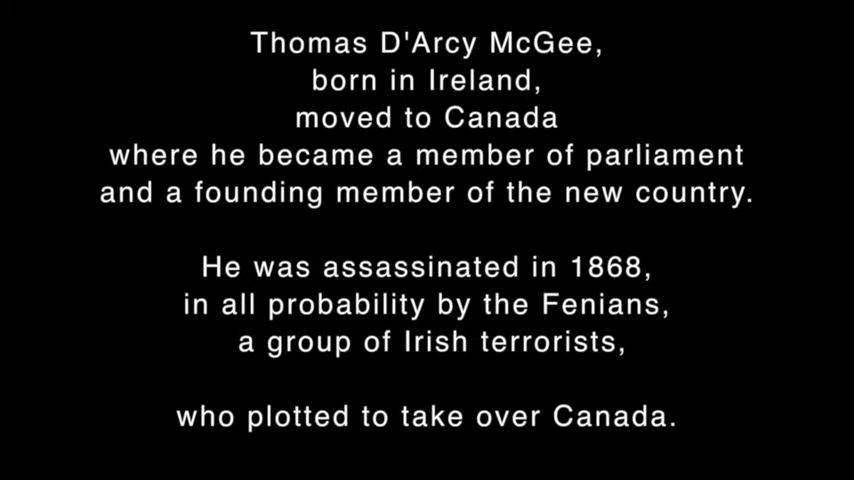 Thomas D'Arcy McGee,
born in Ireland,
moved to Canada
where he became a member of parliament
and a founding member of the new country.
He was assassinated in 1868,
in all probability by the Fenians,
a group of Irish terrorists,
who plotted to take over Canada.